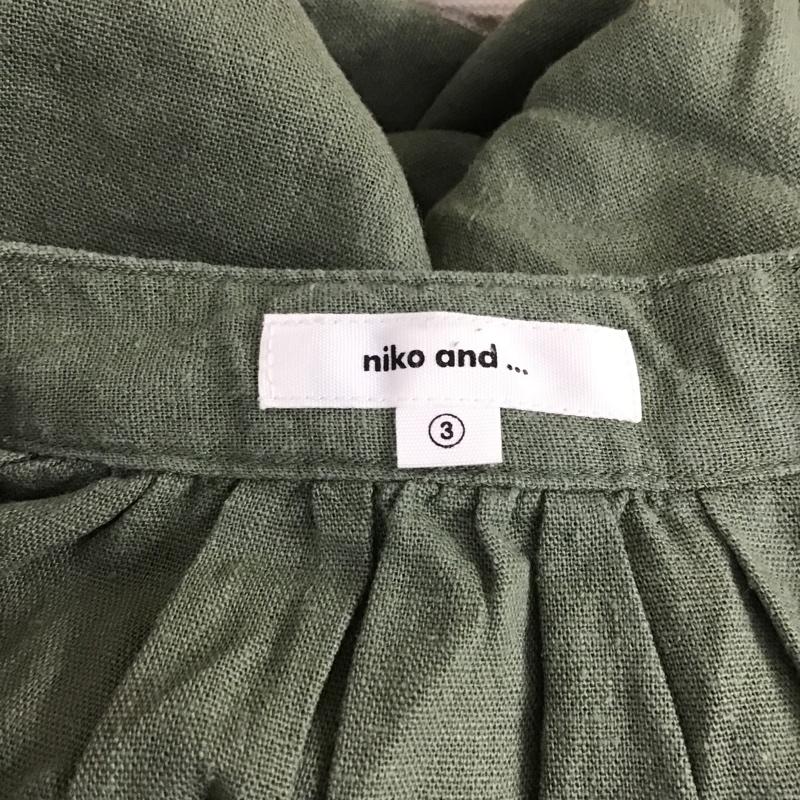 niko and ...
③